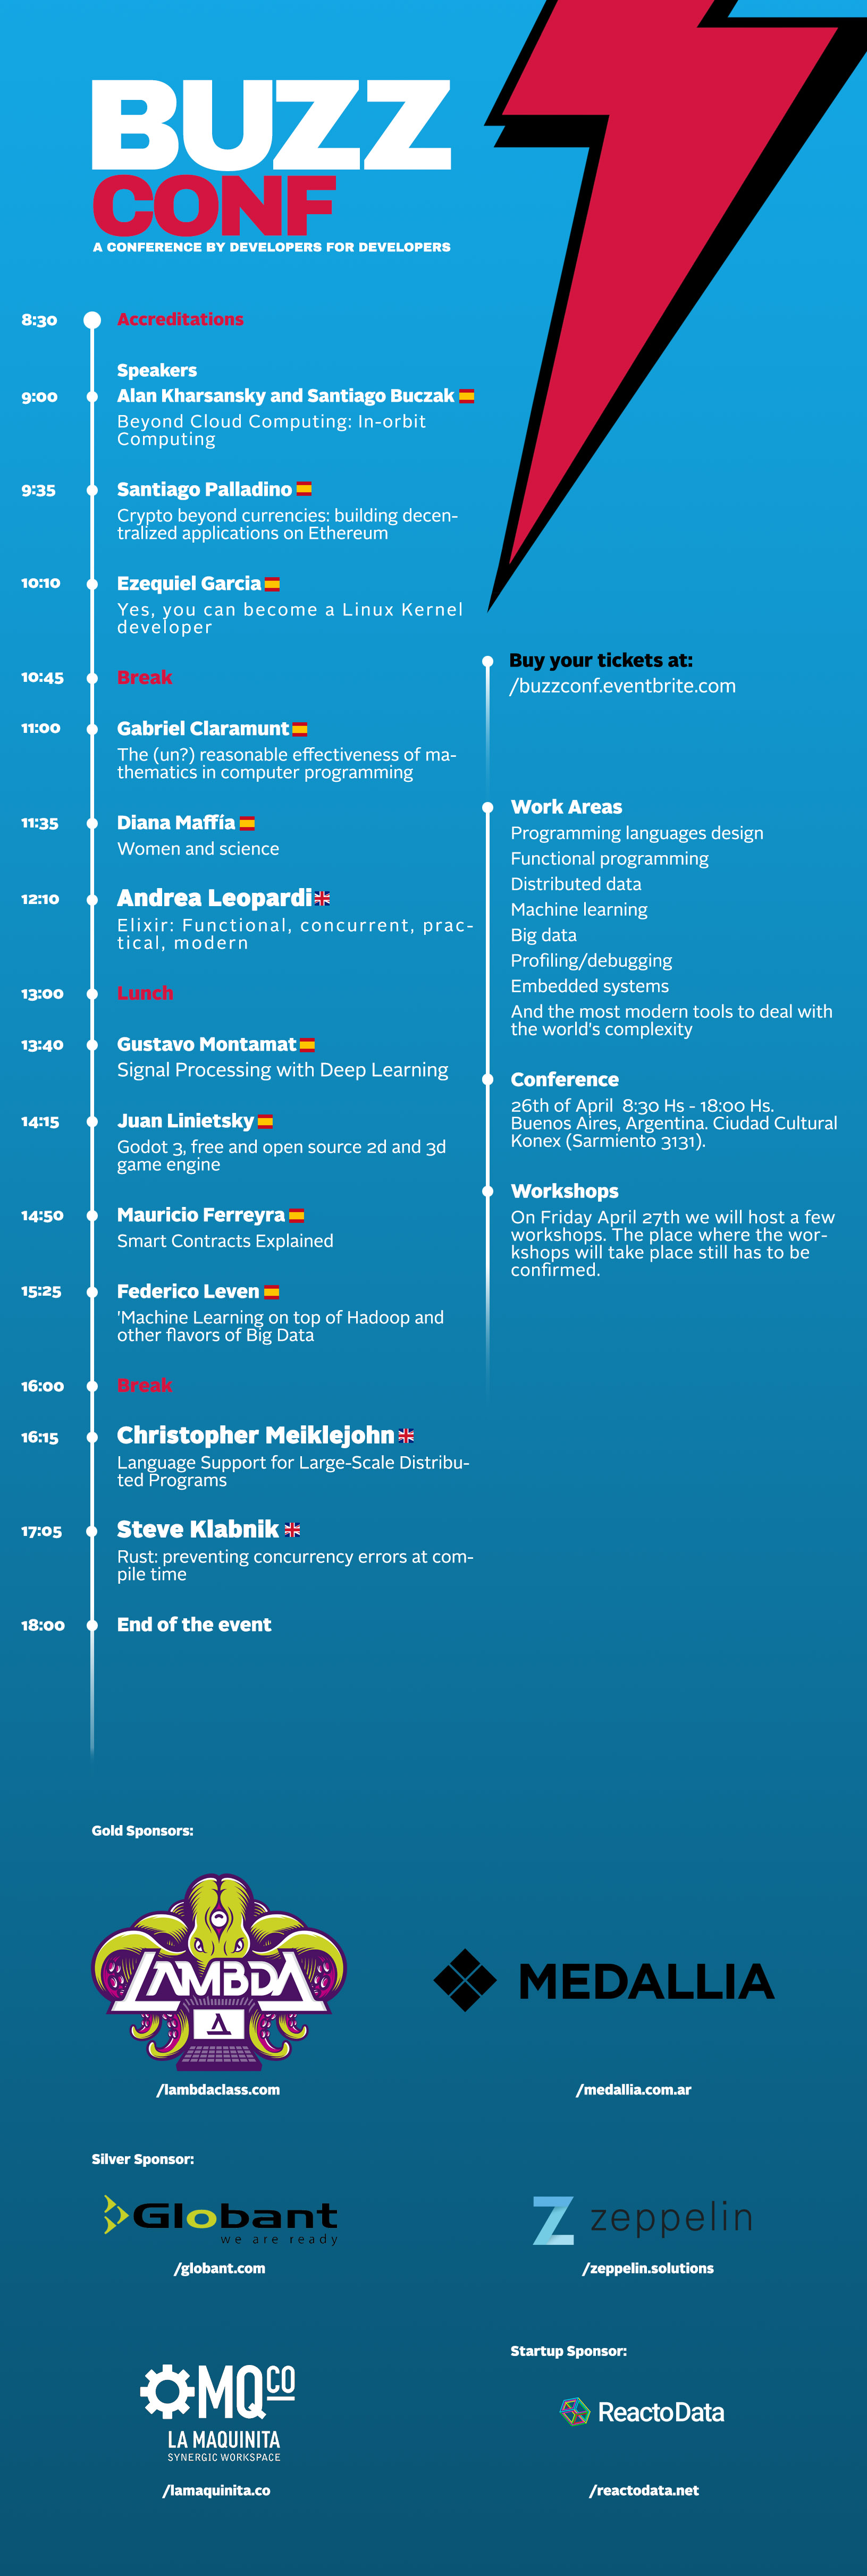 BUZZ
CONF
A CONFERENCE BY DEVELOPERS FOR DEVELOPERS
8:30 Accreditations
Speakers
9:00 Alan Kharsansky and Santiago Buczak
Beyond Cloud Computing: In-orbit
Computing
9:35 Santiago Palladino
Crypto beyond currencies: building decen-
tralized applications on Ethereum
10:10 Ezequiel Garcia
Yes, you can become a Linux Kernel
developer
10:45 Break
11:00 Gabriel Claramunt
The (un?) reasonable effectiveness of ma-
thematics in computer programming
11:35 Diana Maffía
Women and science
12:10 Andrea Leopardi
Elixir: Functional, concurrent, prac-
tical, modern
13:00 Lunch
13:40 Gustavo Montamat
Signal Processing with Deep Learning
14:15 Juan Linietsky
Godot 3, free and open source 2d and 3d
game engine
14:50 Mauricio Ferreyra
Smart Contracts Explained
15:25 Federico Leven
'Machine Learning on top of Hadoop and
other flavors of Big Data
16:00 Break
16:15 Christopher Meiklejohn
Language Support for Large-Scale Distribu-
ted Programs
17:05 Steve Klabnik
Rust: preventing concurrency errors at com-
pile time
18:00 End of the event
Buy your tickets at:
/buzzconf.eventbrite.com
Work Areas
Programming languages design
Functional programming
Distributed data
Machine learning
Big data
Profiling/debugging
Embedded systems
And the most modern tools to deal with
the world's complexity
Conference
26th of April 8:30 Hs - 18:00 Hs.
Buenos Aires, Argentina. Ciudad Cultural
Konex (Sarmiento 3131).
Workshops
On Friday April 27th we will host a few
workshops. The place where the wor-
kshops will take place still has to be
confirmed.
Gold Sponsors:
LAMBDA
λ
/lambdaclass.com
MEDALLIA
/medallia.com.ar
Silver Sponsor:
Globant
we are ready
/globant.com
zeppelin
/zeppelin.solutions
MQCO
LA MAQUINITA
SYNERGIC WORKSPACE
/lamaquinita.co
Startup Sponsor:
ReactoData
/reactodata.net